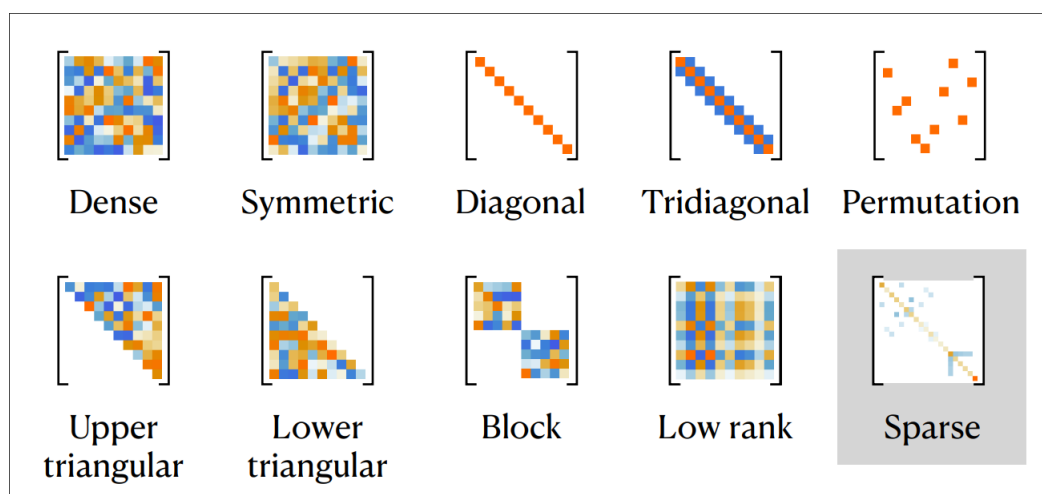 Dense
Symmetric
Diagonal
Tridiagonal
Permutation
Upper
triangular
Lower
triangular
Block
Low rank
Sparse